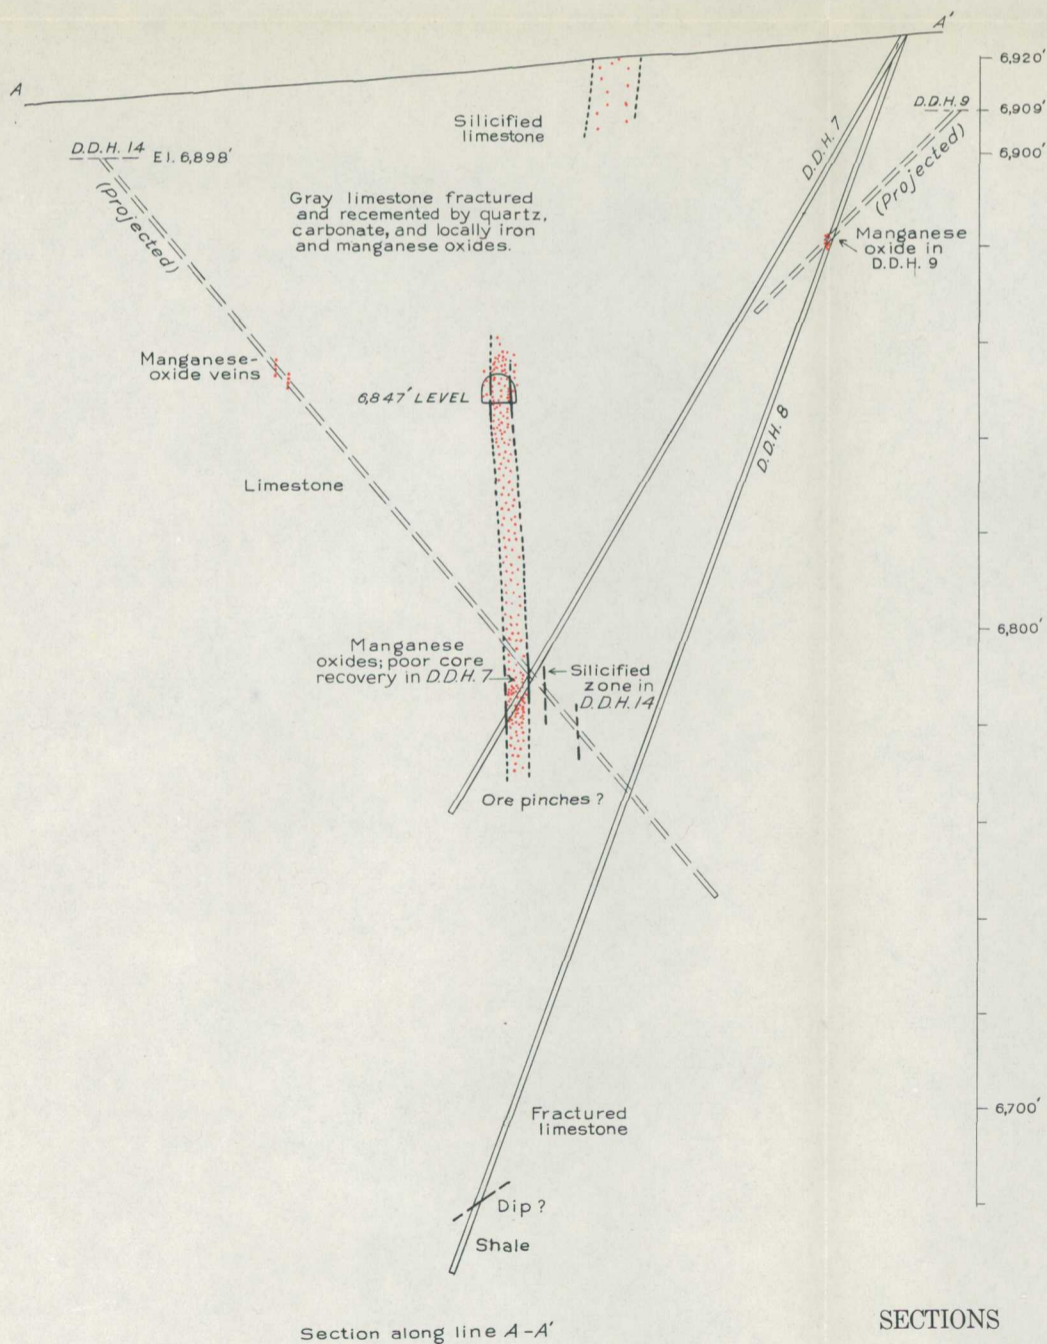 A'
A
6,920'
D.D.H. 9
6,909'
Silicified
limestone
D.D.H. 7
D.D.H. 14
El. 6,898'
6,900'
(Projected)
(Projected)
Gray limestone fractured
and recemented by quartz,
carbonate, and locally iron
and manganese oxides.
Manganese
oxide in
D.D.H. 9
Manganese-
oxide veins
6,847' LEVEL
D.D.H. 8
Limestone
6,800'
Manganese
oxides; poor core
recovery in D.D.H. 7
Silicified
zone in
D.D.H. 14
Ore pinches ?
Fractured
limestone
6,700'
Dip ?
Shale
SECTIONS
Section along line A-A'